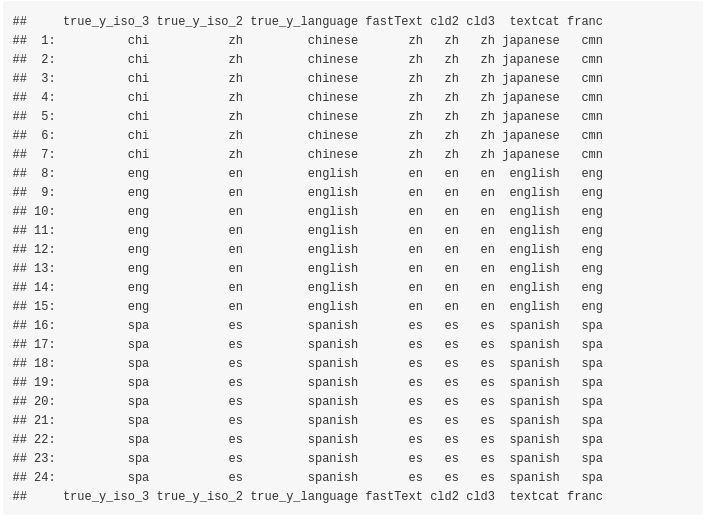 ##     true_y_iso_3 true_y_iso_2 true_y_language fastText cld2 cld3  textcat franc
##  1:          chi           zh         chinese       zh   zh   zh japanese   cmn
##  2:          chi           zh         chinese       zh   zh   zh japanese   cmn
##  3:          chi           zh         chinese       zh   zh   zh japanese   cmn
##  4:          chi           zh         chinese       zh   zh   zh japanese   cmn
##  5:          chi           zh         chinese       zh   zh   zh japanese   cmn
##  6:          chi           zh         chinese       zh   zh   zh japanese   cmn
##  7:          chi           zh         chinese       zh   zh   zh japanese   cmn
##  8:          eng           en         english       en   en   en  english   eng
##  9:          eng           en         english       en   en   en  english   eng
## 10:          eng           en         english       en   en   en  english   eng
## 11:          eng           en         english       en   en   en  english   eng
## 12:          eng           en         english       en   en   en  english   eng
## 13:          eng           en         english       en   en   en  english   eng
## 14:          eng           en         english       en   en   en  english   eng
## 15:          eng           en         english       en   en   en  english   eng
## 16:          spa           es         spanish       es   es   es  spanish   spa
## 17:          spa           es         spanish       es   es   es  spanish   spa
## 18:          spa           es         spanish       es   es   es  spanish   spa
## 19:          spa           es         spanish       es   es   es  spanish   spa
## 20:          spa           es         spanish       es   es   es  spanish   spa
## 21:          spa           es         spanish       es   es   es  spanish   spa
## 22:          spa           es         spanish       es   es   es  spanish   spa
## 23:          spa           es         spanish       es   es   es  spanish   spa
## 24:          spa           es         spanish       es   es   es  spanish   spa
##     true_y_iso_3 true_y_iso_2 true_y_language fastText cld2 cld3  textcat franc